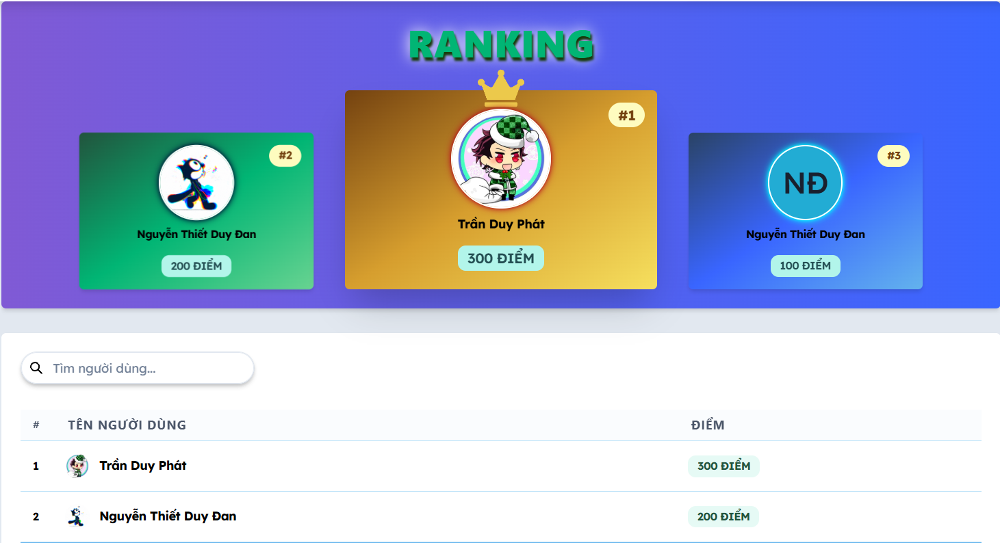 RANKING
#1
Trần Duy Phát
300 ĐIỂM
#2
Nguyễn Thiết Duy Đan
200 ĐIỂM
#3
NĐ
Nguyễn Thiết Duy Đan
100 ĐIỂM
Tìm người dùng...
# TÊN NGƯỜI DÙNG ĐIỂM
1 Trần Duy Phát 300 ĐIỂM
2 Nguyễn Thiết Duy Đan 200 ĐIỂM